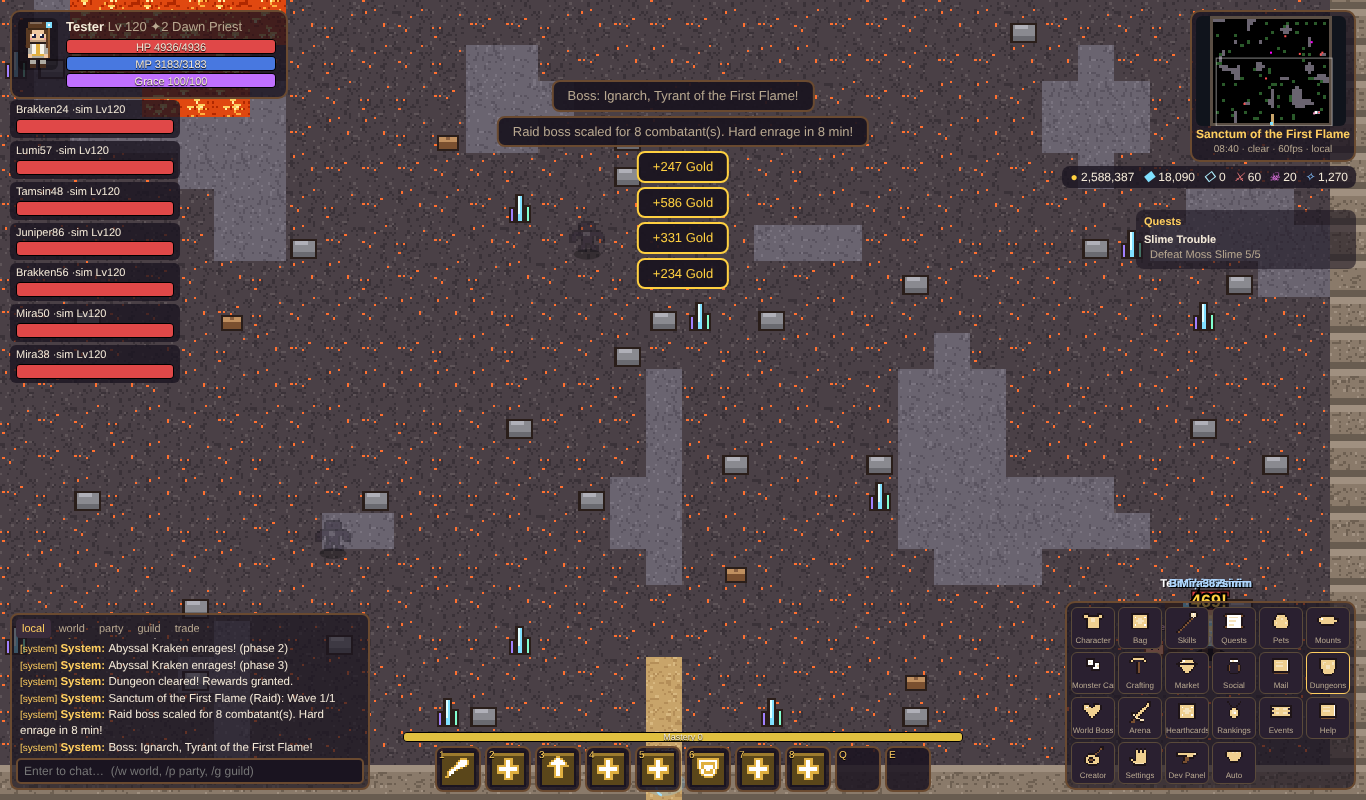 Tester Lv 120 ✦2 Dawn Priest
HP 4936/4936
MP 3183/3183
Grace 100/100
Brakken24 ·sim Lv120
Lumi57 ·sim Lv120
Tamsin48 ·sim Lv120
Juniper86 ·sim Lv120
Brakken56 ·sim Lv120
Mira50 ·sim Lv120
Mira38 ·sim Lv120
Boss: Ignarch, Tyrant of the First Flame!
Raid boss scaled for 8 combatant(s). Hard enrage in 8 min!
+247 Gold
+586 Gold
+331 Gold
+234 Gold
Sanctum of the First Flame
08:40 · clear · 60fps · local
2,588,387 18,090 0 60 20 1,270
Quests
Slime Trouble
Defeat Moss Slime 5/5
469!
Character Bag Skills Quests Pets Mounts
Monster Ca Crafting Market Social Mail Dungeons
World Boss Arena Hearthcards Rankings Events Help
Creator Settings Dev Panel Auto
local world party guild trade
[system] System: Abyssal Kraken enrages! (phase 2)
[system] System: Abyssal Kraken enrages! (phase 3)
[system] System: Dungeon cleared! Rewards granted.
[system] System: Sanctum of the First Flame (Raid): Wave 1/1
[system] System: Raid boss scaled for 8 combatant(s). Hard
enrage in 8 min!
[system] System: Boss: Ignarch, Tyrant of the First Flame!
Enter to chat… (/w world, /p party, /g guild)
Mastery 0
1 2 3 4 5 6 7 8 Q E